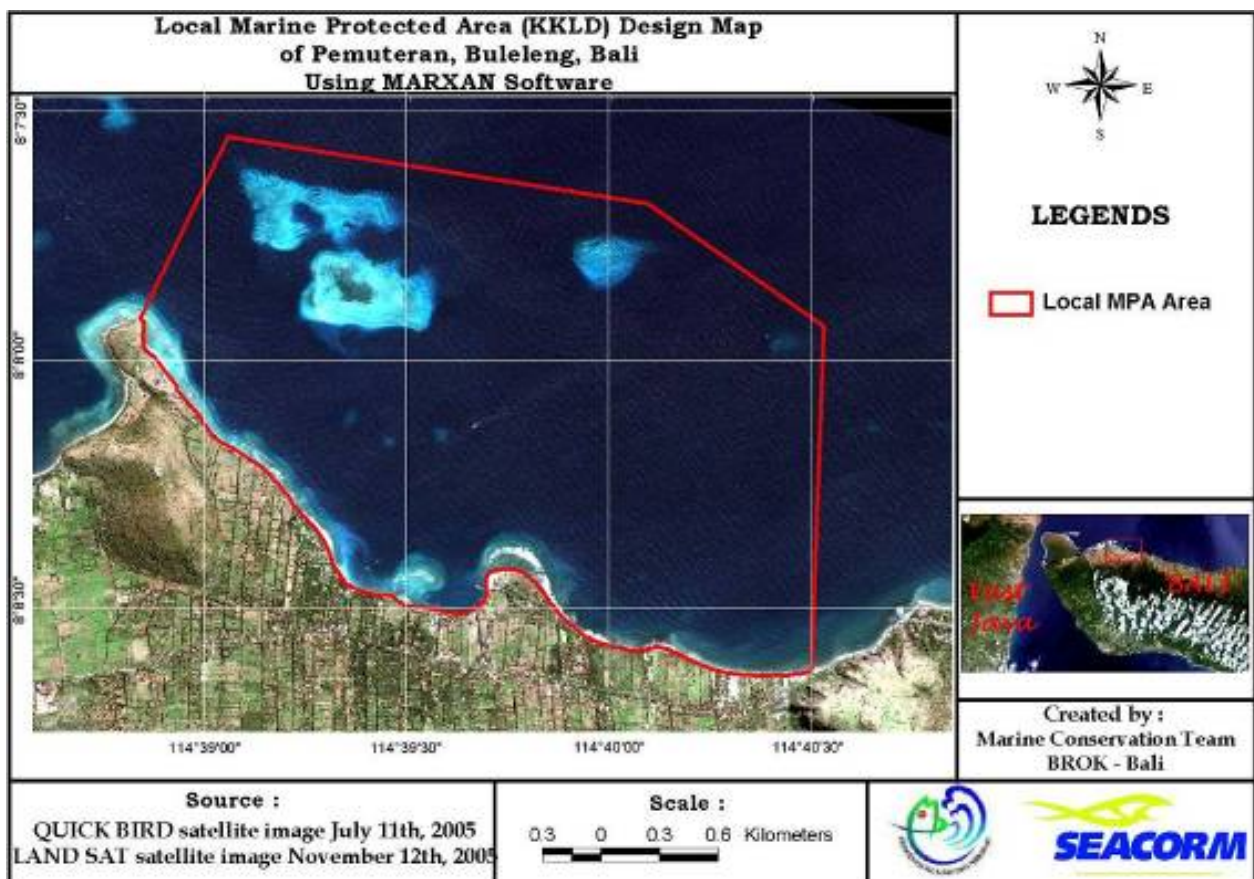 Local Marine Protected Area (KKLD) Design Map
of Pemuteran, Buleleng, Bali
Using MARXAN Software
N
W E
S
LEGENDS
Local MPA Area
8°7'30"
8°8'00"
8°8'30"
114°39'00"
114°39'30"
114°40'00"
114°40'30"
East
Java
BALI
Created by :
Marine Conservation Team
BROK - Bali
Source :
QUICK BIRD satellite image July 11th, 2005
LAND SAT satellite image November 12th, 2005
Scale :
0.3 0 0.3 0.6 Kilometers
SEACORM